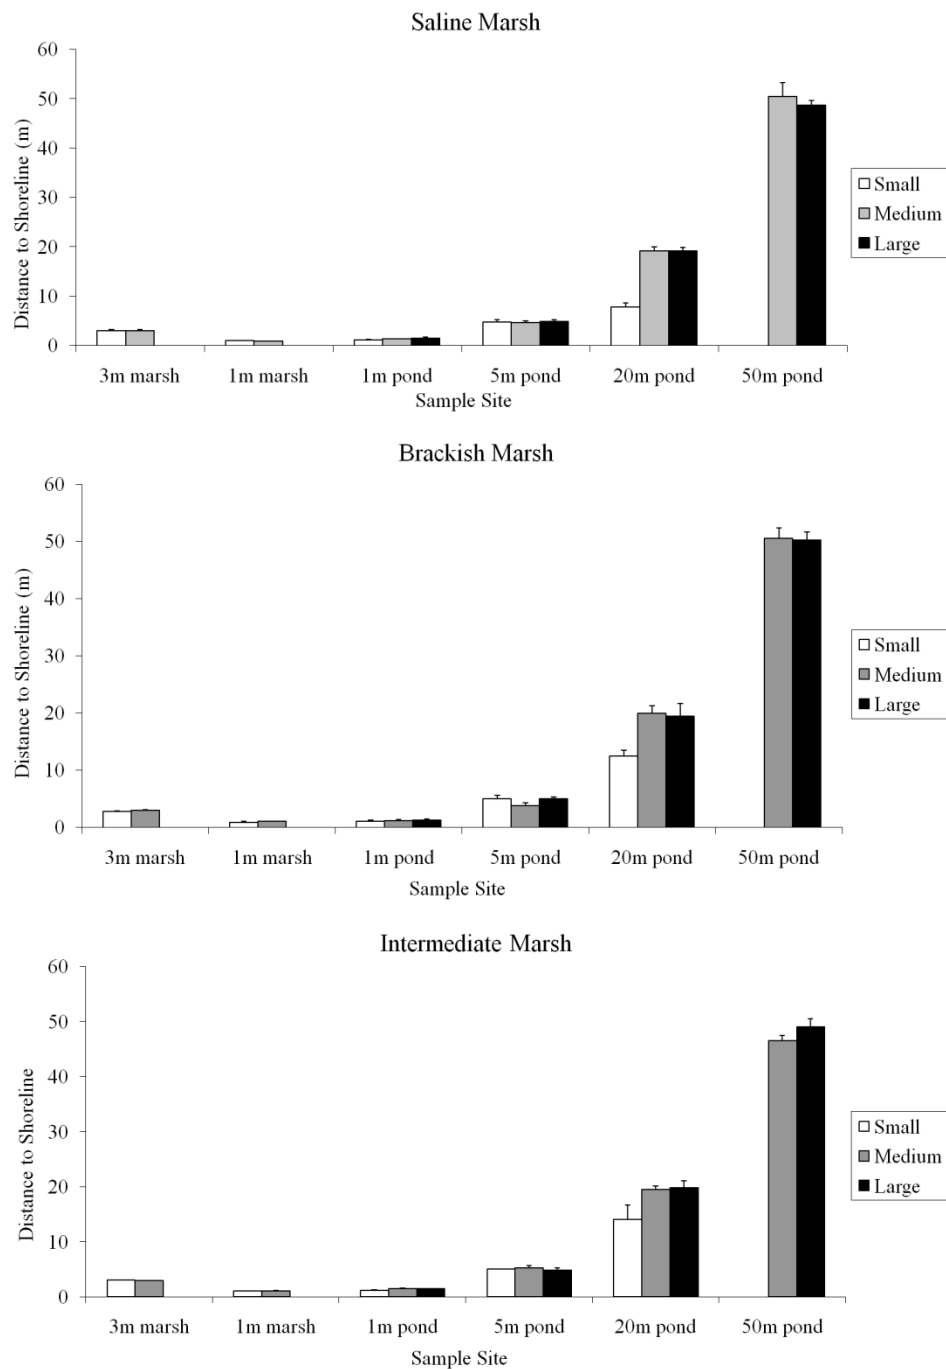 Saline Marsh
60
50
40
30
20
10
0
Distance to Shoreline (m)
3m marsh 1m marsh 1m pond 5m pond 20m pond 50m pond
Sample Site
Small
Medium
Large
Brackish Marsh
60
50
40
30
20
10
0
Distance to Shoreline (m)
3m marsh 1m marsh 1m pond 5m pond 20m pond 50m pond
Sample Site
Small
Medium
Large
Intermediate Marsh
60
50
40
30
20
10
0
Distance to Shoreline
3m marsh 1m marsh 1m pond 5m pond 20m pond 50m pond
Sample Site
Small
Medium
Large